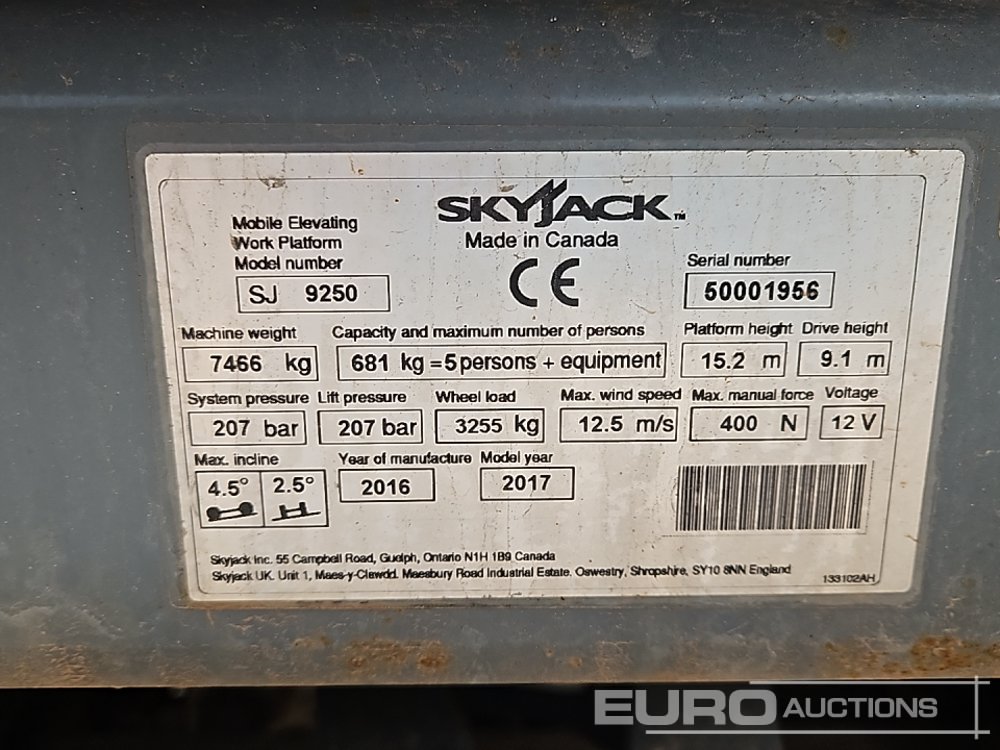 SKYJACK™
Made in Canada
CE
Mobile Elevating
Work Platform
Model number
SJ 9250
Serial number
50001956
Machine weight
7466 kg
Capacity and maximum number of persons
681 kg = 5 persons + equipment
Platform height
15.2 m
Drive height
9.1 m
System pressure
207 bar
Lift pressure
207 bar
Wheel load
3255 kg
Max. wind speed
12.5 m/s
Max. manual force
400 N
Voltage
12 V
Max. incline
4.5° 2.5°
Year of manufacture
2016
Model year
2017
Skyjack Inc. 55 Campbell Road, Guelph, Ontario N1H 1B9 Canada
Skyjack UK. Unit 1, Maes-y-Clawdd, Maesbury Road Industrial Estate. Oswestry, Shropshire, SY10 8NN England
133102AH
EURO AUCTIONS